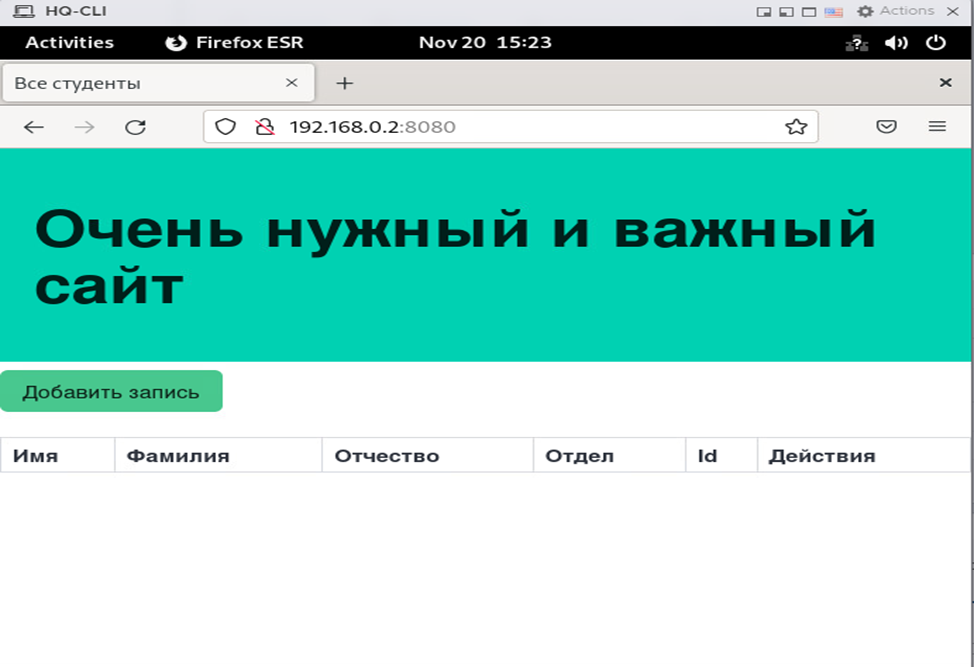 HQ-CLI Actions
Activities Firefox ESR Nov 20 15:23
Все студенты
192.168.0.2:8080
Очень нужный и важный
сайт
Добавить запись
Имя Фамилия Отчество Отдел Id Действия